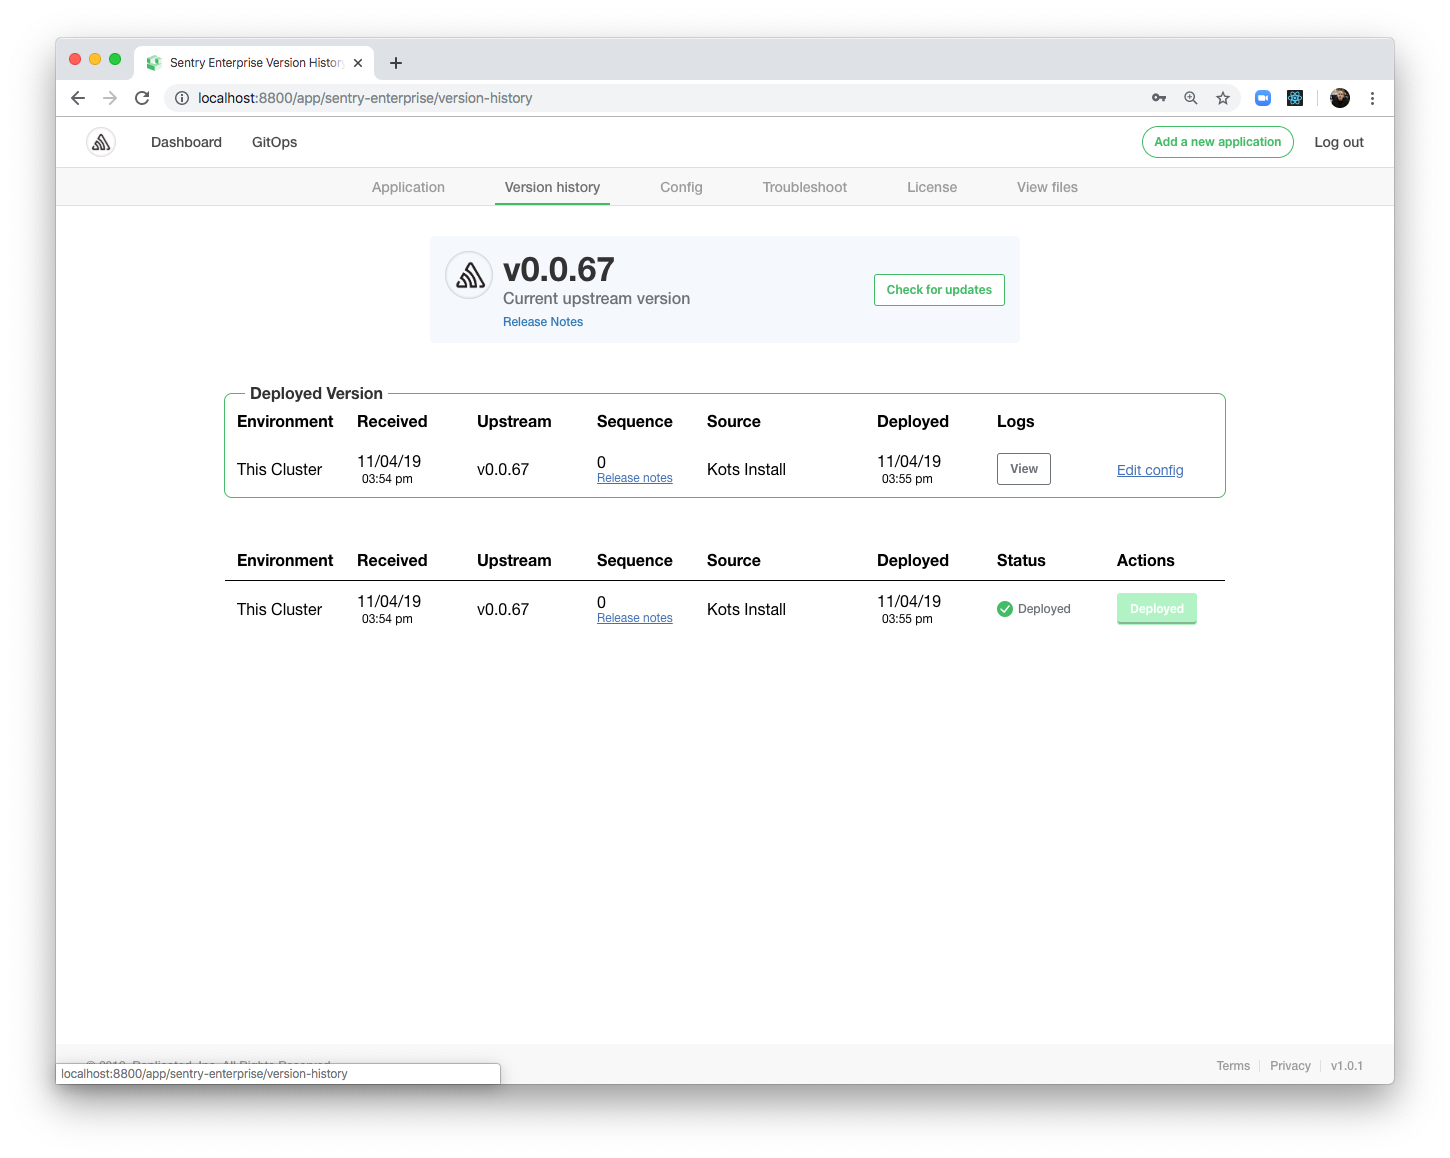 Sentry Enterprise Version History
localhost:8800/app/sentry-enterprise/version-history
Dashboard GitOps Add a new application Log out
Application Version history Config Troubleshoot License View files
v0.0.67
Current upstream version
Check for updates
Release Notes
Deployed Version
Environment Received Upstream Sequence Source Deployed Logs
This Cluster 11/04/19 v0.0.67 0 Kots Install 11/04/19 View Edit config
03:54 pm Release notes 03:55 pm
Environment Received Upstream Sequence Source Deployed Status Actions
This Cluster 11/04/19 v0.0.67 0 Kots Install 11/04/19 Deployed Deployed
03:54 pm Release notes 03:55 pm
Terms Privacy v1.0.1
localhost:8800/app/sentry-enterprise/version-history